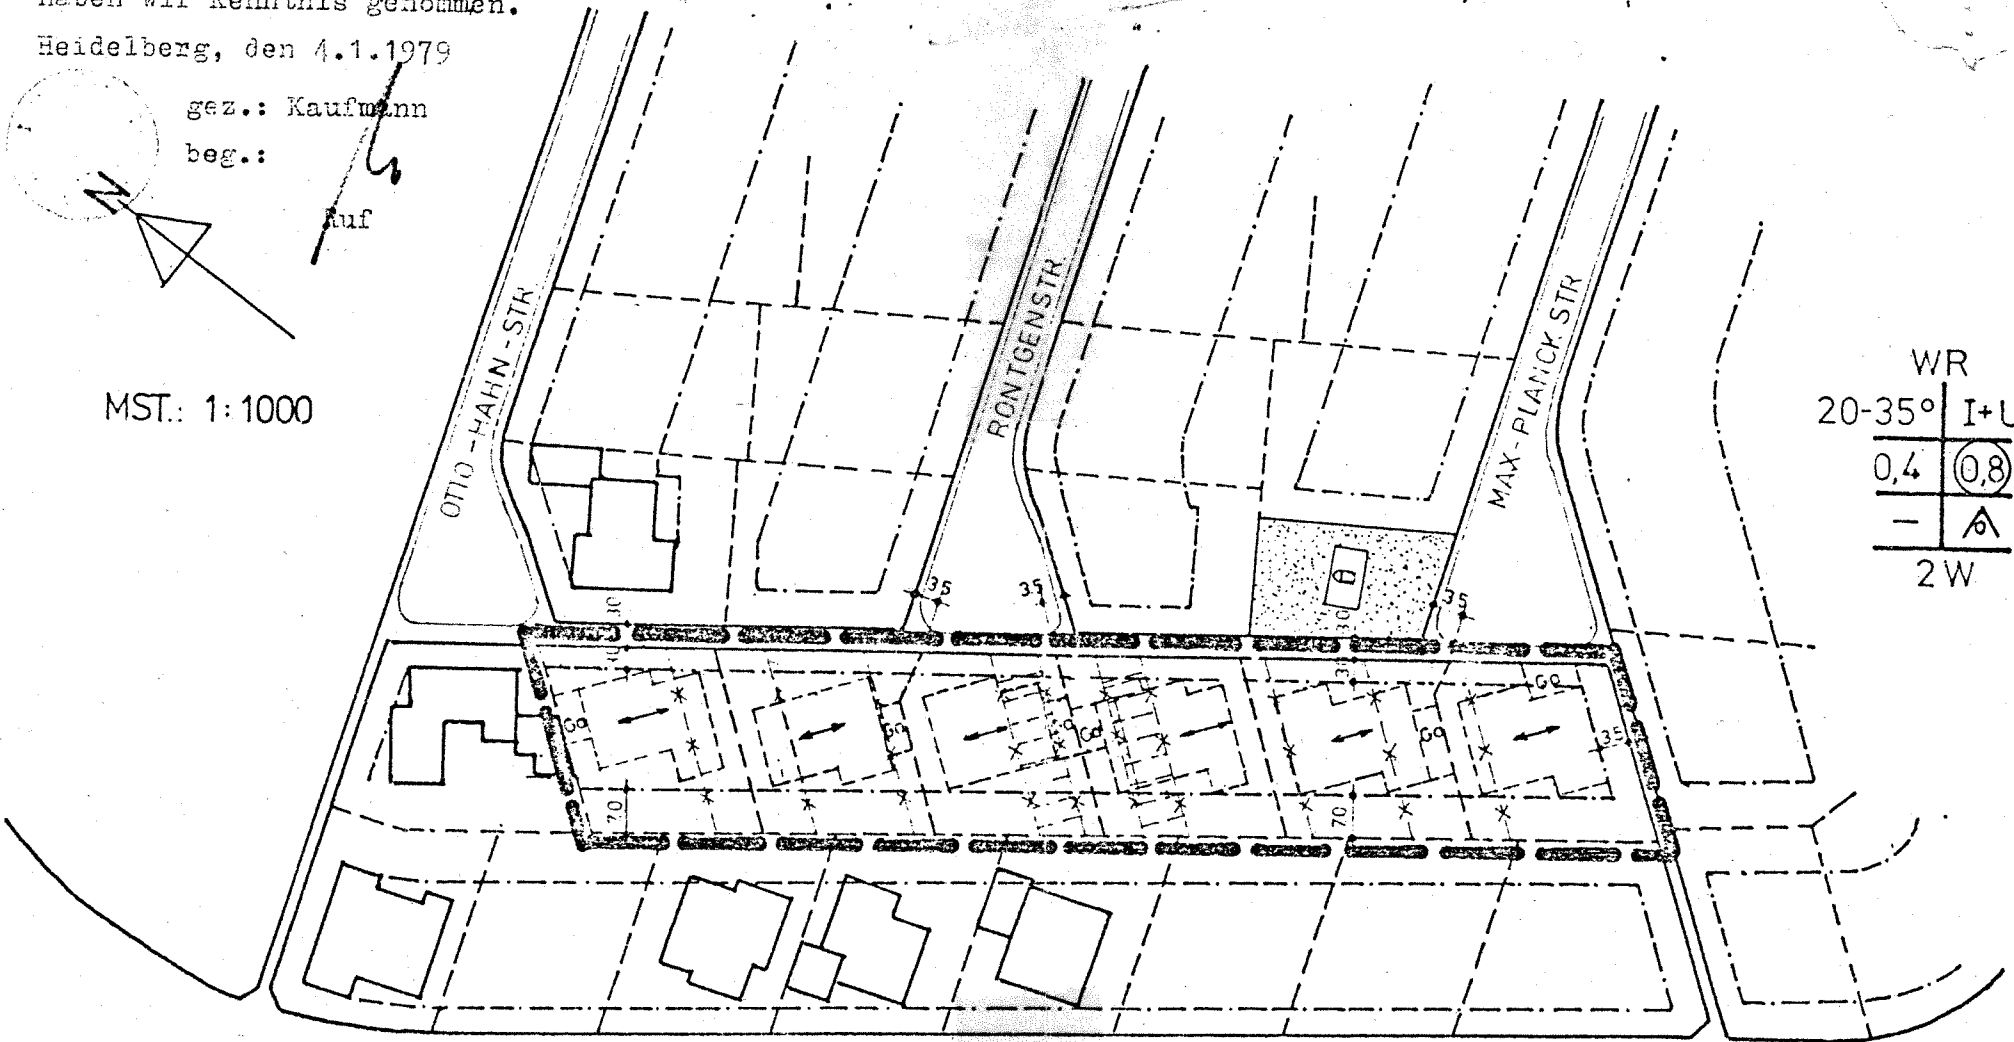 haben wir Kenntnis genommen.
Heidelberg, den 4.1.1979
gez.: Kaufmann
beg.:
Ruf
N
MST.: 1:1000
OTTO-HAHN-STR
RÖNTGENSTR
MAX-PLANCK STR
WR
20-35° I+U
0,4 0,8
–
2 W
35
35
35
30
30
30
Ga
Ga
Ga
Ga
Ga
Ga
35
70
70